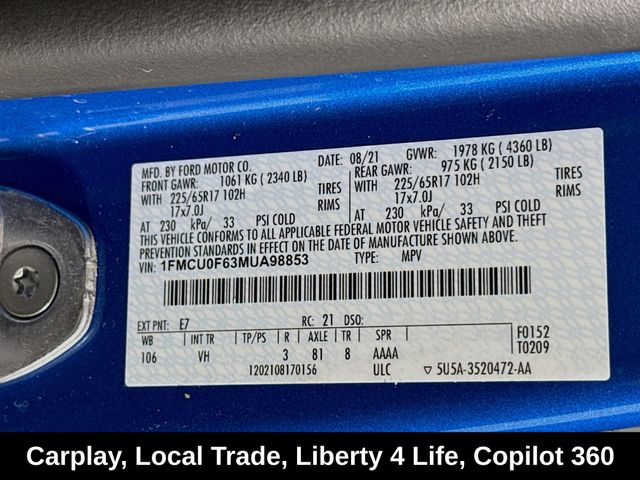 MFD. BY FORD MOTOR CO.
DATE: 08/21 GVWR: 1978 KG ( 4360 LB)
FRONT GAWR: 1061 KG ( 2340 LB)
REAR GAWR: 975 KG ( 2150 LB)
WITH 225/65R17 102H TIRES
WITH 225/65R17 102H TIRES
17x7.0J RIMS
17x7.0J RIMS
AT 230 kPa/ 33 PSI COLD
AT 230 kPa/ 33 PSI COLD
THIS VEHICLE CONFORMS TO ALL APPLICABLE FEDERAL MOTOR VEHICLE SAFETY AND THEFT
PREVENTION STANDARDS IN EFFECT ON THE DATE OF MANUFACTURE SHOWN ABOVE.
VIN: 1FMCU0F63MUA98853 TYPE: MPV
EXT PNT: E7 RC: 21 DSO:
WB INT TR TP/PS R AXLE TR SPR F0152
106 VH 3 81 8 AAAA T0209
1202108170156 ULC ▽ 5U5A-3520472-AA
Carplay, Local Trade, Liberty 4 Life, Copilot 360